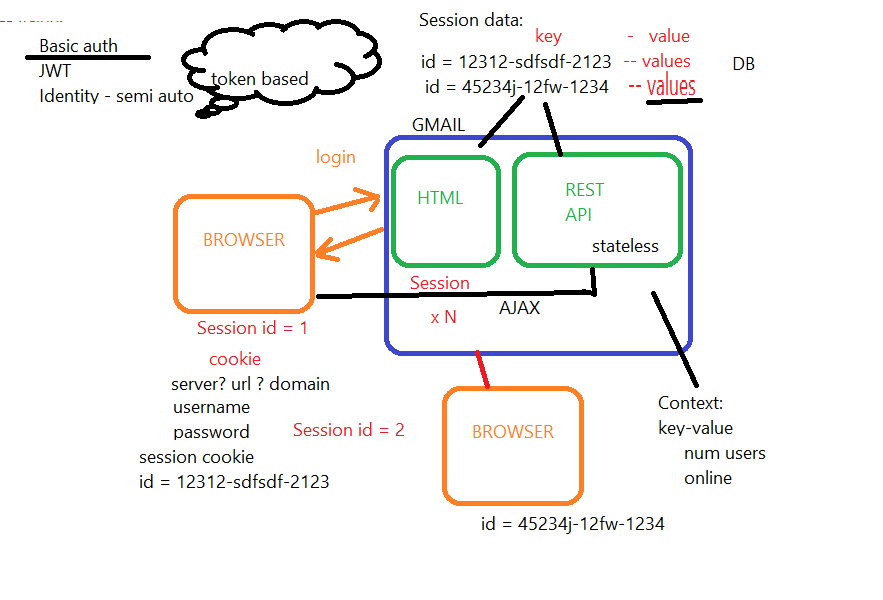 Basic auth
JWT
Identity - semi auto
token based
Session data:
key - value
id = 12312-sdfsdf-2123 -- values
id = 45234j-12fw-1234 -- values
DB
GMAIL
login
HTML
REST
API
stateless
BROWSER
Session
x N
AJAX
Session id = 1
cookie
server? url ? domain
username
password
session cookie
id = 12312-sdfsdf-2123
Session id = 2
BROWSER
id = 45234j-12fw-1234
Context:
key-value
num users
online